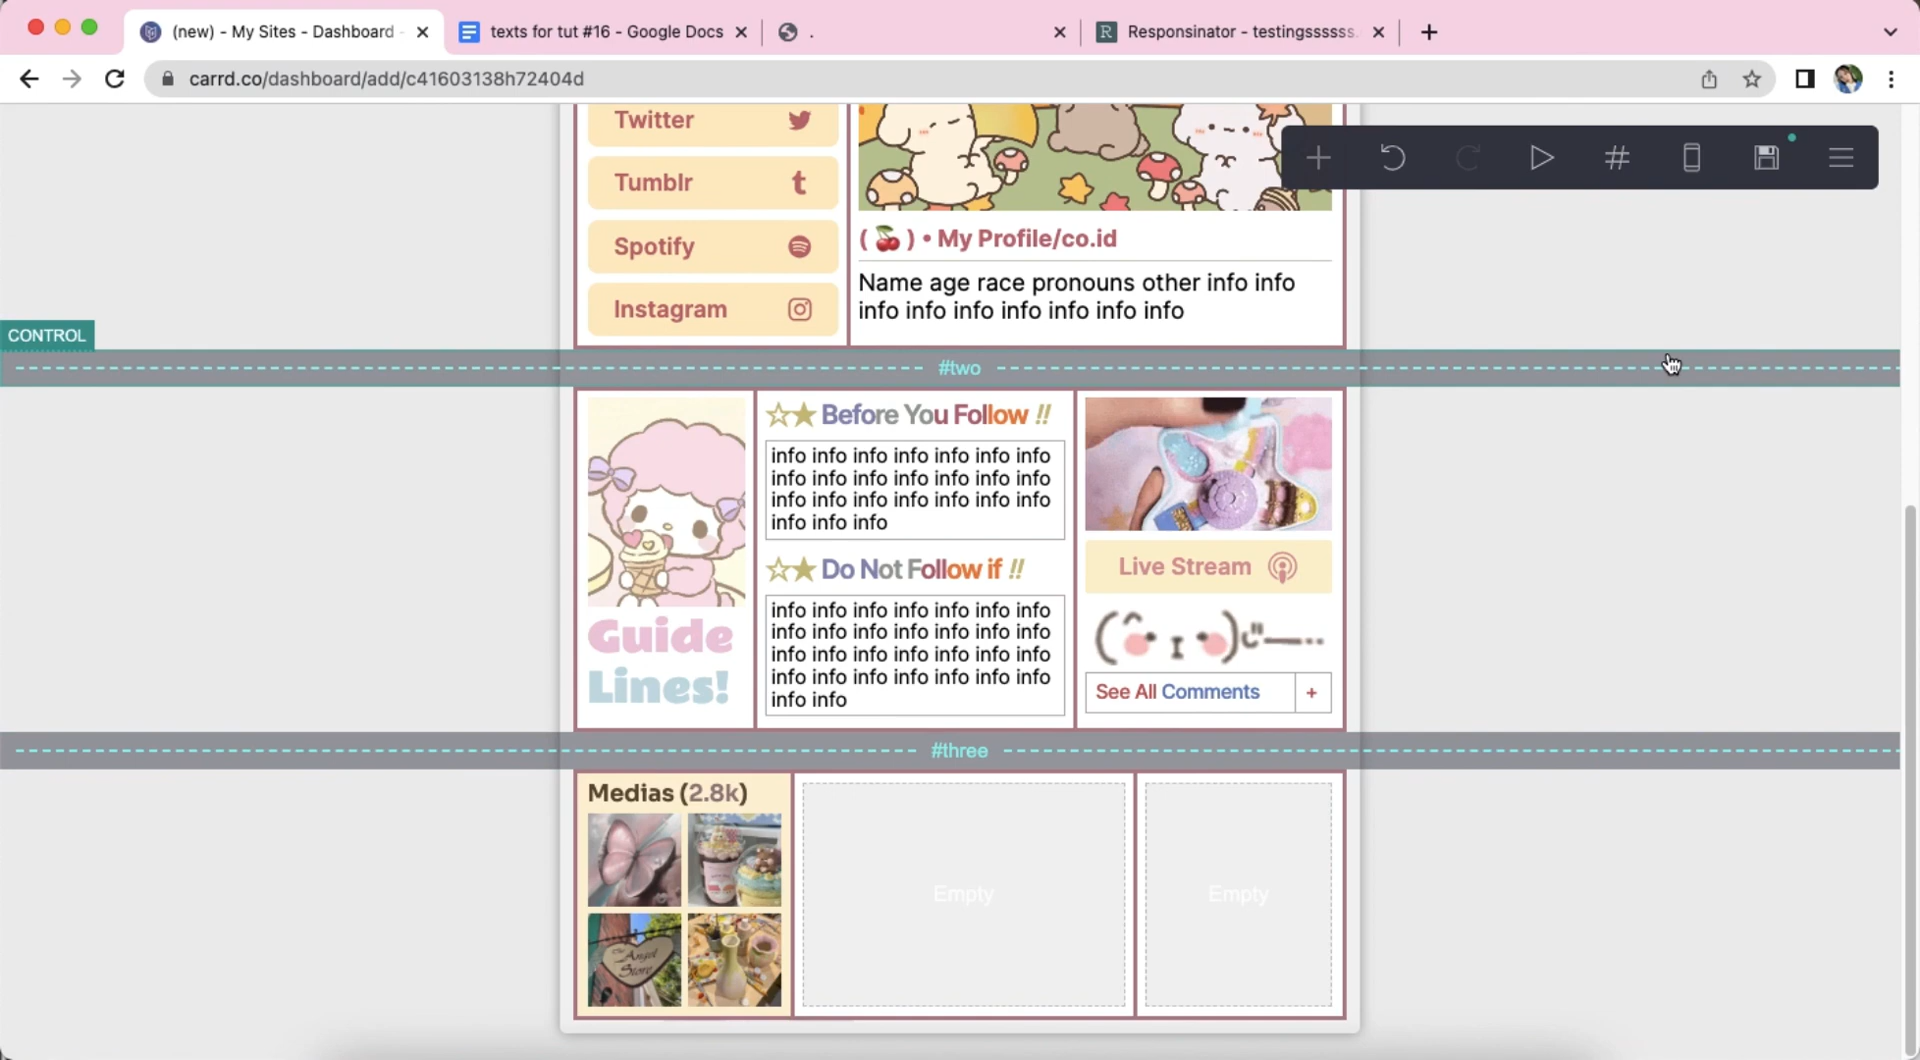 (new) - My Sites - Dashboard -
texts for tut #16 - Google Docs
.
Responsinator - testingssssss.
carrd.co/dashboard/add/c41603138h72404d
Twitter
Tumblr
Spotify
Instagram
( 🍒 ) • My Profile/co.id
Name age race pronouns other info info
info info info info info info info
CONTROL
#two
Guide
Lines!
☆★ Before You Follow !!
info info info info info info info
info info info info info info info
info info info info info info info
info info info
☆★ Do Not Follow if !!
info info info info info info info
info info info info info info info
info info info info info info info
info info info info info info info
info info
Live Stream
See All Comments
+
#three
Medias (2.8k)
The Angel
Store
Empty
Empty